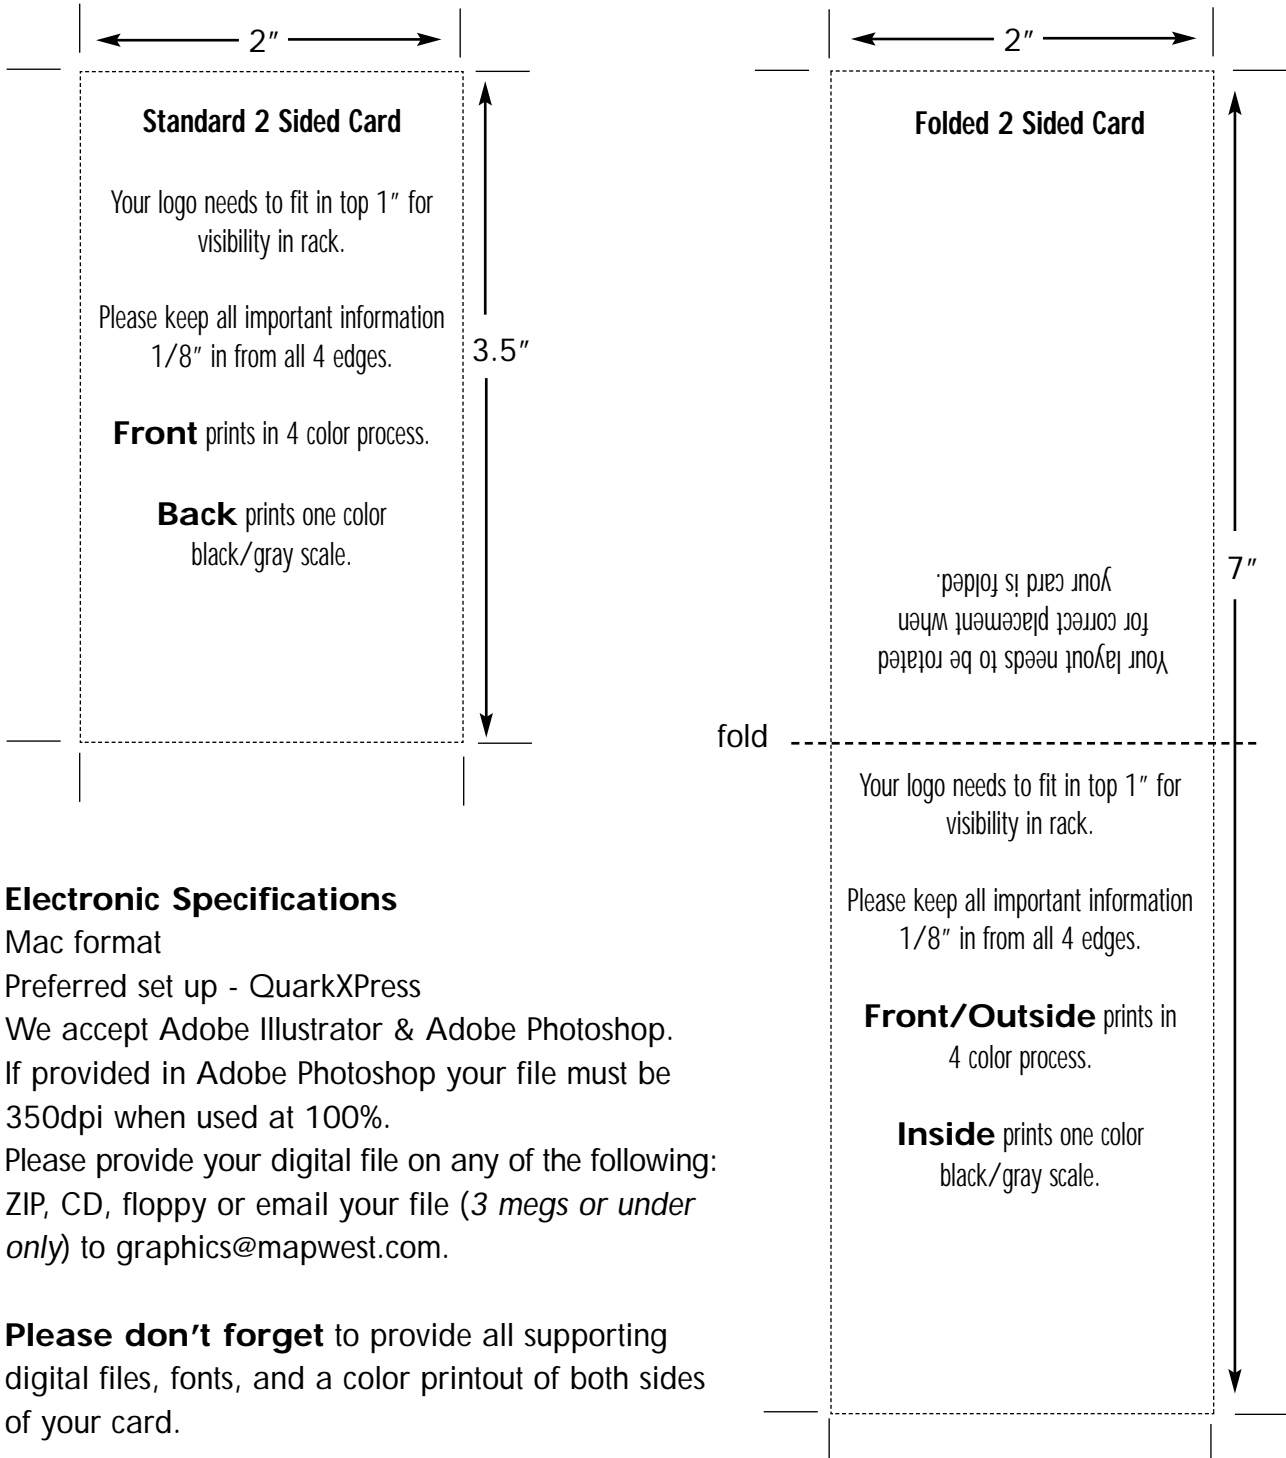 2″
Standard 2 Sided Card
Your logo needs to fit in top 1″ for
visibility in rack.
Please keep all important information
1/8″ in from all 4 edges.
3.5″
Front prints in 4 color process.
Back prints one color
black/gray scale.
Electronic Specifications
Mac format
Preferred set up - QuarkXPress
We accept Adobe Illustrator & Adobe Photoshop.
If provided in Adobe Photoshop your file must be
350dpi when used at 100%.
Please provide your digital file on any of the following:
ZIP, CD, floppy or email your file (3 megs or under
only) to graphics@mapwest.com.
Please don't forget to provide all supporting
digital files, fonts, and a color printout of both sides
of your card.
2″
Folded 2 Sided Card
7″
Your layout needs to be rotated
for correct placement when
your card is folded.
fold
Your logo needs to fit in top 1″ for
visibility in rack.
Please keep all important information
1/8″ in from all 4 edges.
Front/Outside prints in
4 color process.
Inside prints one color
black/gray scale.